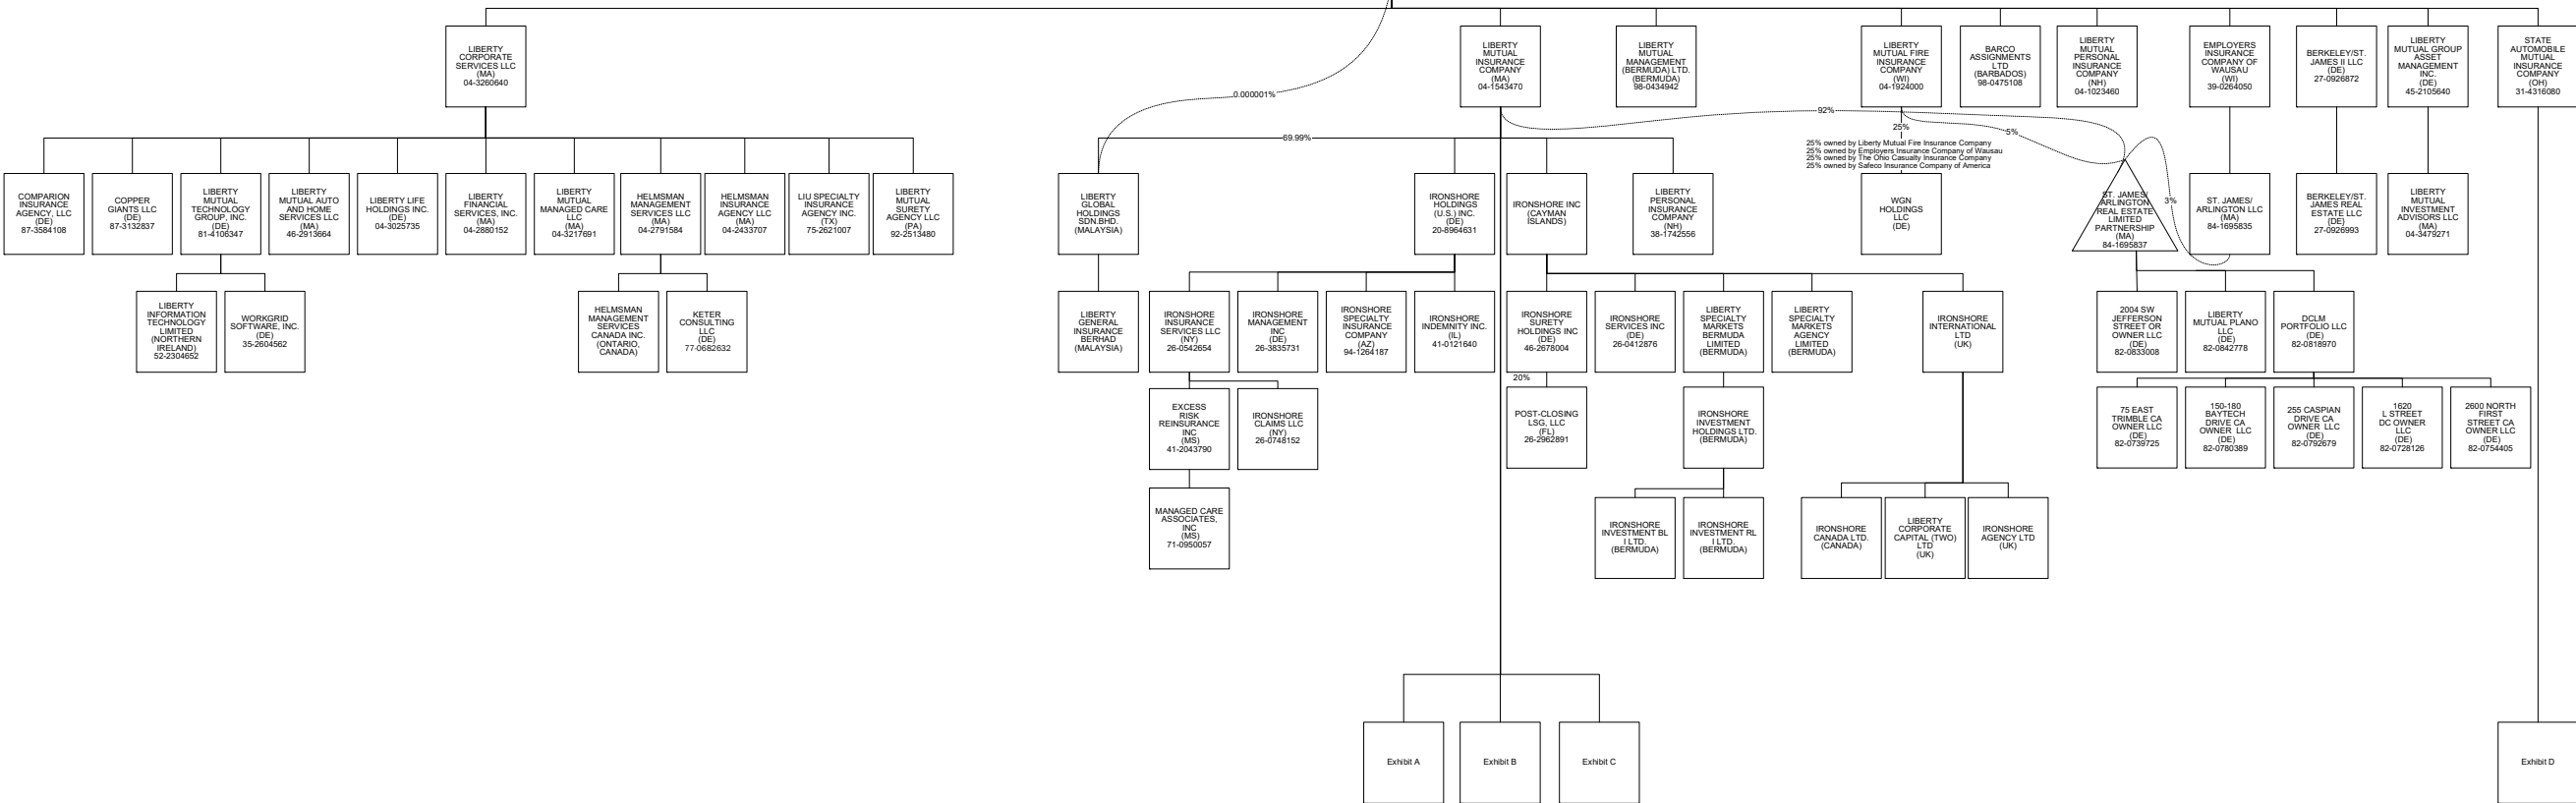 LIBERTY
CORPORATE
SERVICES LLC
(MA)
04-3260640
LIBERTY
MUTUAL
INSURANCE
COMPANY
(MA)
04-1543470
LIBERTY
MUTUAL
MANAGEMENT
(BERMUDA) LTD.
(BERMUDA)
98-0434942
LIBERTY
MUTUAL FIRE
INSURANCE
COMPANY
(WI)
04-1924000
BARCO
ASSIGNMENTS
LTD
(BARBADOS)
98-0475108
LIBERTY
MUTUAL
PERSONAL
INSURANCE
COMPANY
(NH)
04-1023460
EMPLOYERS
INSURANCE
COMPANY OF
WAUSAU
(WI)
39-0264050
BERKELEY/ST.
JAMES II LLC
(DE)
27-0926872
LIBERTY
MUTUAL GROUP
ASSET
MANAGEMENT
INC.
(DE)
45-2105640
STATE
AUTOMOBILE
MUTUAL
INSURANCE
COMPANY
(OH)
31-4316080
0.000001%
92%
69.99%
25%
5%
25% owned by Liberty Mutual Fire Insurance Company
25% owned by Employers Insurance Company of Wausau
25% owned by The Ohio Casualty Insurance Company
25% owned by Safeco Insurance Company of America
COMPARION
INSURANCE
AGENCY, LLC
(DE)
87-3584108
COPPER
GIANTS LLC
(DE)
87-3132837
LIBERTY
MUTUAL
TECHNOLOGY
GROUP, INC.
(DE)
81-4106347
LIBERTY
MUTUAL AUTO
AND HOME
SERVICES LLC
(MA)
46-2913664
LIBERTY LIFE
HOLDINGS INC.
(DE)
04-3025735
LIBERTY
FINANCIAL
SERVICES, INC.
(MA)
04-2880152
LIBERTY
MUTUAL
MANAGED CARE
LLC
(MA)
04-3217691
HELMSMAN
MANAGEMENT
SERVICES LLC
(MA)
04-2791584
HELMSMAN
INSURANCE
AGENCY LLC
(MA)
04-2433707
LIU SPECIALTY
INSURANCE
AGENCY INC.
(TX)
75-2621007
LIBERTY
MUTUAL
SURETY
AGENCY LLC
(PA)
92-2513480
LIBERTY
GLOBAL
HOLDINGS
SDN.BHD.
(MALAYSIA)
IRONSHORE
HOLDINGS
(U.S.) INC.
(DE)
20-8964631
IRONSHORE INC
(CAYMAN
ISLANDS)
LIBERTY
PERSONAL
INSURANCE
COMPANY
(NH)
38-1742556
WGN
HOLDINGS
LLC
(DE)
ST. JAMES/
ARLINGTON
REAL ESTATE
LIMITED
PARTNERSHIP
(MA)
84-1695837
3%
ST. JAMES/
ARLINGTON LLC
(MA)
84-1695835
BERKELEY/ST.
JAMES REAL
ESTATE LLC
(DE)
27-0926993
LIBERTY
MUTUAL
INVESTMENT
ADVISORS LLC
(MA)
04-3479271
LIBERTY
INFORMATION
TECHNOLOGY
LIMITED
(NORTHERN
IRELAND)
52-2304652
WORKGRID
SOFTWARE, INC.
(DE)
35-2604562
HELMSMAN
MANAGEMENT
SERVICES
CANADA INC.
(ONTARIO,
CANADA)
KETER
CONSULTING
LLC
(DE)
77-0682632
LIBERTY
GENERAL
INSURANCE
BERHAD
(MALAYSIA)
IRONSHORE
INSURANCE
SERVICES LLC
(NY)
26-0542654
IRONSHORE
MANAGEMENT
INC
(DE)
26-3835731
IRONSHORE
SPECIALTY
INSURANCE
COMPANY
(AZ)
94-1264187
IRONSHORE
INDEMNITY INC.
(IL)
41-0121640
IRONSHORE
SURETY
HOLDINGS INC
(DE)
46-2678004
IRONSHORE
SERVICES INC
(DE)
26-0412876
LIBERTY
SPECIALTY
MARKETS
BERMUDA
LIMITED
(BERMUDA)
LIBERTY
SPECIALTY
MARKETS
AGENCY
LIMITED
(BERMUDA)
IRONSHORE
INTERNATIONAL
LTD
(UK)
2004 SW
JEFFERSON
STREET OR
OWNER LLC
(DE)
82-0833008
LIBERTY
MUTUAL PLANO
LLC
(DE)
82-0842778
DCLM
PORTFOLIO LLC
(DE)
82-0818970
20%
EXCESS
RISK
REINSURANCE
INC
(MS)
41-2043790
IRONSHORE
CLAIMS LLC
(NY)
26-0748152
POST-CLOSING
LSG, LLC
(FL)
26-2962891
IRONSHORE
INVESTMENT
HOLDINGS LTD.
(BERMUDA)
75 EAST
TRIMBLE CA
OWNER LLC
(DE)
82-0739725
150-180
BAYTECH
DRIVE CA
OWNER LLC
(DE)
82-0780389
255 CASPIAN
DRIVE CA
OWNER LLC
(DE)
82-0792679
1620
L STREET
DC OWNER
LLC
(DE)
82-0728126
2600 NORTH
FIRST
STREET CA
OWNER LLC
(DE)
82-0754405
MANAGED CARE
ASSOCIATES,
INC
(MS)
71-0950057
IRONSHORE
INVESTMENT BL
I LTD.
(BERMUDA)
IRONSHORE
INVESTMENT RL
I LTD.
(BERMUDA)
IRONSHORE
CANADA LTD.
(CANADA)
LIBERTY
CORPORATE
CAPITAL (TWO)
LTD
(UK)
IRONSHORE
AGENCY LTD
(UK)
Exhibit A
Exhibit B
Exhibit C
Exhibit D